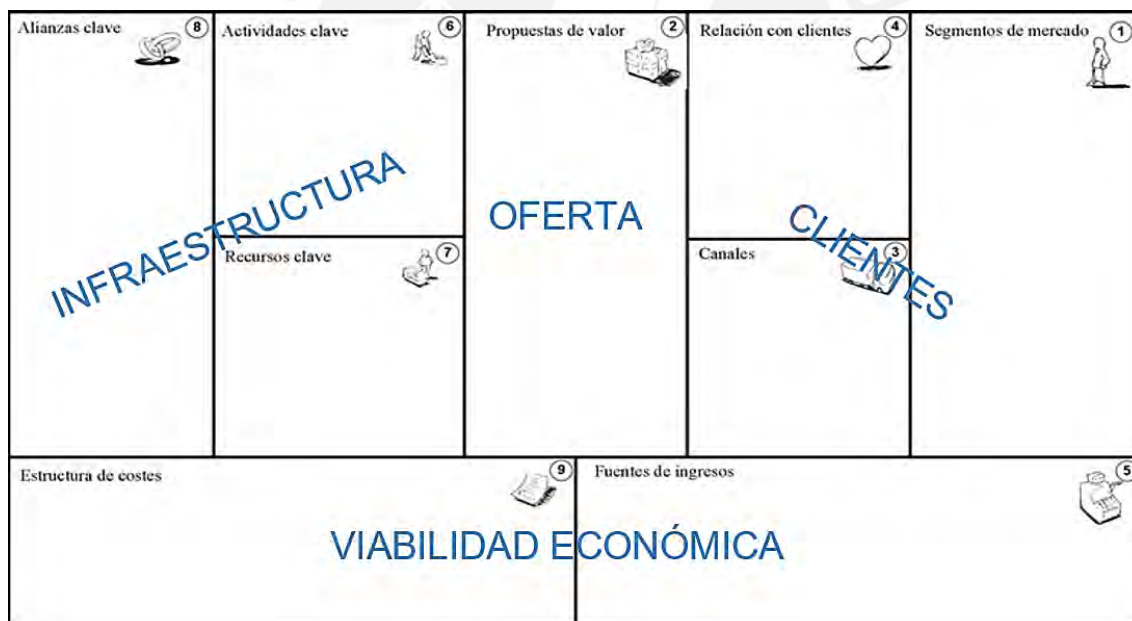 Alianzas clave 8
Actividades clave 6
Propuestas de valor 2
Relación con clientes 4
Segmentos de mercado 1
INFRAESTRUCTURA
OFERTA
CLIENTES
Recursos clave 7
Canales 3
Estructura de costes 9
Fuentes de ingresos 5
VIABILIDAD ECONÓMICA